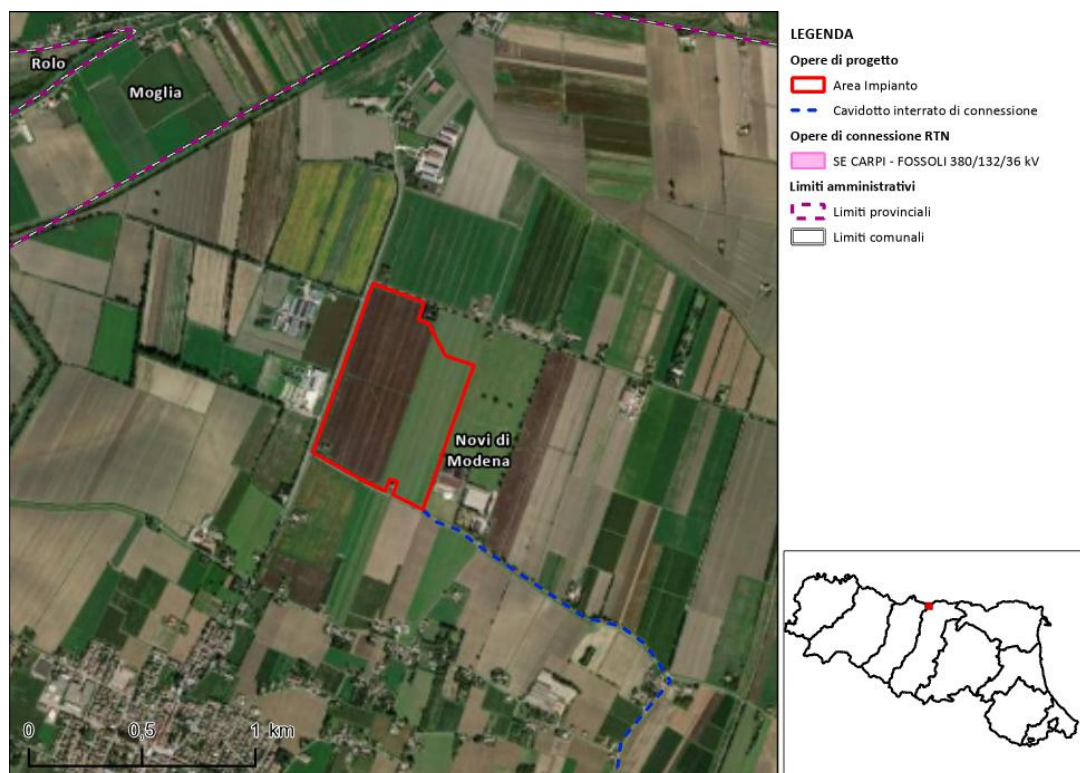 Rolo
Moglia
Novi di
Modena
0 0,5 1 km
LEGENDA
Opere di progetto
Area Impianto
Cavidotto interrato di connessione
Opere di connessione RTN
SE CARPI - FOSSOLI 380/132/36 kV
Limiti amministrativi
Limiti provinciali
Limiti comunali